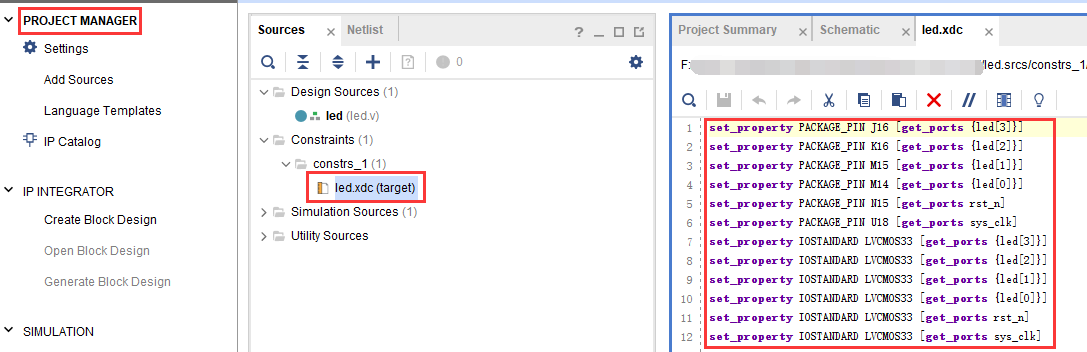 PROJECT MANAGER
Settings
Add Sources
Language Templates
IP Catalog
IP INTEGRATOR
Create Block Design
Open Block Design
Generate Block Design
SIMULATION
Sources
Netlist
? _
0
Design Sources (1)
led (led.v)
Constraints (1)
constrs_1 (1)
led.xdc (target)
Simulation Sources (1)
Utility Sources
Project Summary
Schematic
led.xdc
F:
/led.srcs/constrs_1/
1 set_property PACKAGE_PIN J16 [get_ports {led[3]}]
2 set_property PACKAGE_PIN K16 [get_ports {led[2]}]
3 set_property PACKAGE_PIN M15 [get_ports {led[1]}]
4 set_property PACKAGE_PIN M14 [get_ports {led[0]}]
5 set_property PACKAGE_PIN N15 [get_ports rst_n]
6 set_property PACKAGE_PIN U18 [get_ports sys_clk]
7 set_property IOSTANDARD LVCMOS33 [get_ports {led[3]}]
8 set_property IOSTANDARD LVCMOS33 [get_ports {led[2]}]
9 set_property IOSTANDARD LVCMOS33 [get_ports {led[1]}]
10 set_property IOSTANDARD LVCMOS33 [get_ports {led[0]}]
11 set_property IOSTANDARD LVCMOS33 [get_ports rst_n]
12 set_property IOSTANDARD LVCMOS33 [get_ports sys_clk]